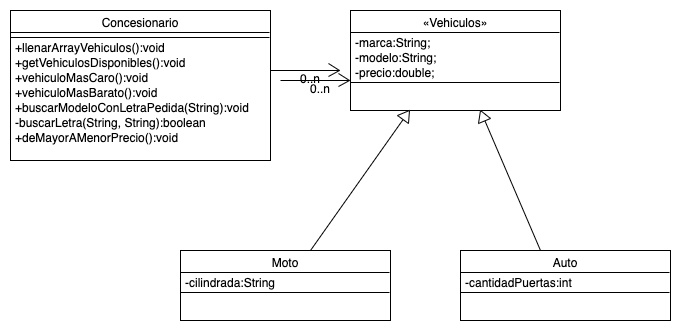 Concesionario
+llenarArrayVehiculos():void
+getVehiculosDisponibles():void
+vehiculoMasCaro():void
+vehiculoMasBarato():void
+buscarModeloConLetraPedida(String):void
-buscarLetra(String, String):boolean
+deMayorAMenorPrecio():void
0..n
0..n
«Vehiculos»
-marca:String;
-modelo:String;
-precio:double;
Moto
-cilindrada:String
Auto
-cantidadPuertas:int